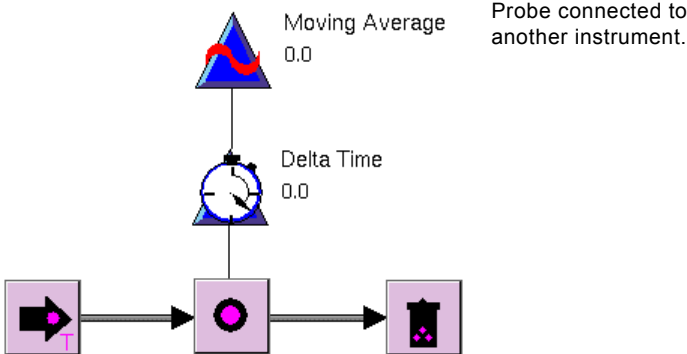 Moving Average
0.0
Probe connected to
another instrument.
Delta Time
0.0
T